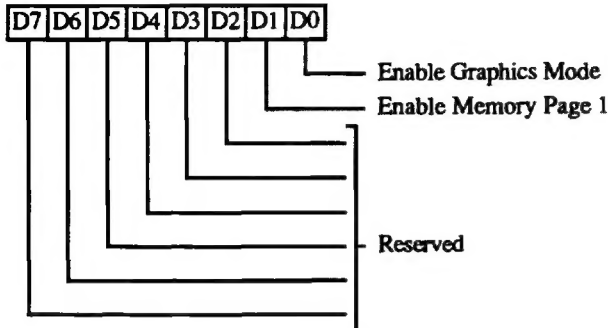 D7 D6 D5 D4 D3 D2 D1 D0
Enable Graphics Mode
Enable Memory Page 1
Reserved